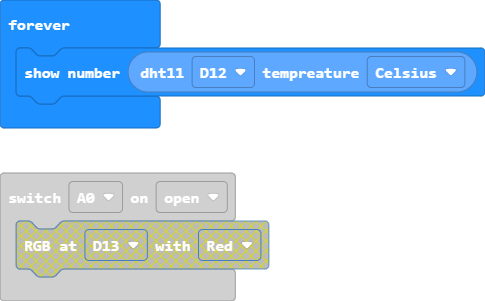 forever
show number dht11 D12 tempreature Celsius
switch A0 on open
RGB at D13 with Red